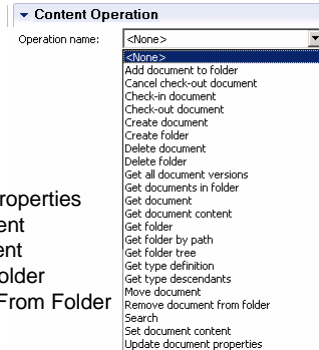 Content Operation
Operation name: <None>
<None>
Add document to folder
Cancel check-out document
Check-in document
Check-out document
Create document
Create folder
Delete document
Delete folder
Get all document versions
Get documents in folder
Get document
Get document content
Get folder
Get folder by path
Get folder tree
Get type definition
Get type descendants
Move document
Remove document from folder
Search
Set document content
Update document properties
roperties
ent
ent
older
From Folder